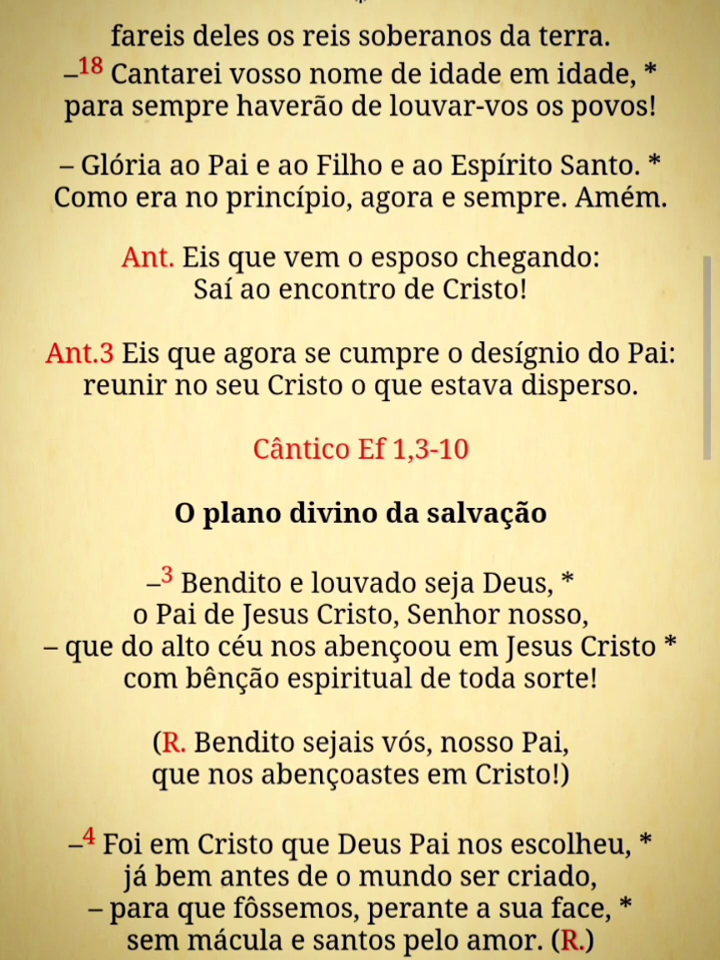 *
fareis deles os reis soberanos da terra.
–18 Cantarei vosso nome de idade em idade, *
para sempre haverão de louvar-vos os povos!
– Glória ao Pai e ao Filho e ao Espírito Santo. *
Como era no princípio, agora e sempre. Amém.
Ant. Eis que vem o esposo chegando:
Saí ao encontro de Cristo!
Ant.3 Eis que agora se cumpre o desígnio do Pai:
reunir no seu Cristo o que estava disperso.
Cântico Ef 1,3-10
O plano divino da salvação
–3 Bendito e louvado seja Deus, *
o Pai de Jesus Cristo, Senhor nosso,
– que do alto céu nos abençoou em Jesus Cristo *
com bênção espiritual de toda sorte!
(R. Bendito sejais vós, nosso Pai,
que nos abençoastes em Cristo!)
–4 Foi em Cristo que Deus Pai nos escolheu, *
já bem antes de o mundo ser criado,
– para que fôssemos, perante a sua face, *
sem mácula e santos pelo amor. (R.)